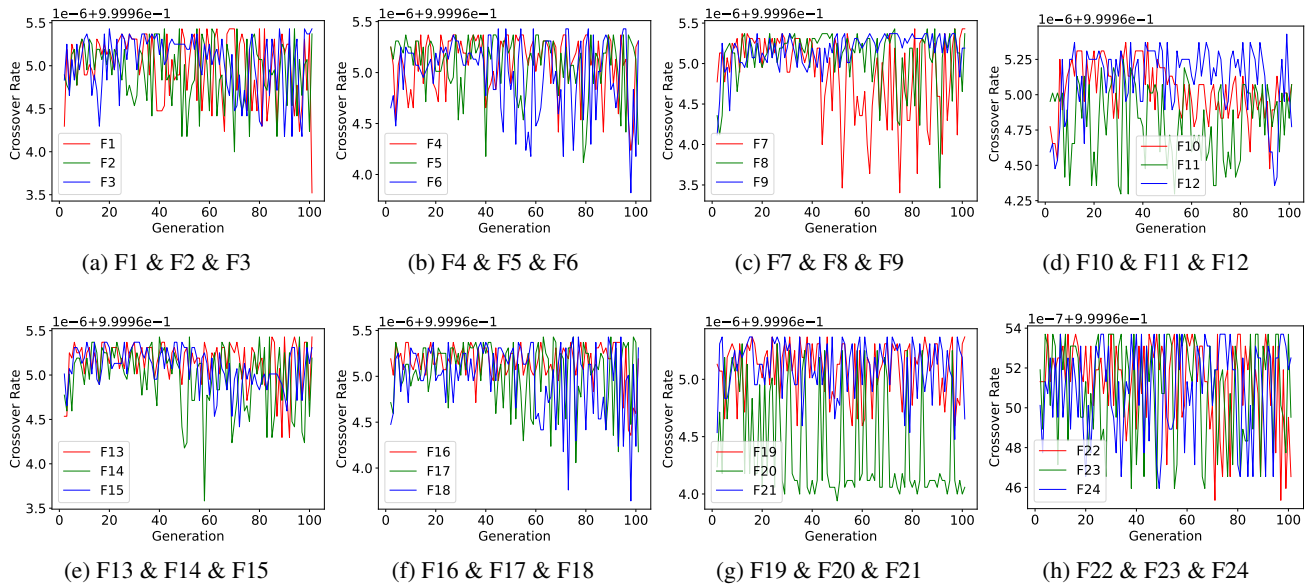 1e-6+9.9996e-1
5.5
5.0
4.5
4.0
3.5
Crossover Rate
F1
F2
F3
0 20 40 60 80 100
Generation
(a) F1 & F2 & F3
1e-6+9.9996e-1
5.5
5.0
4.5
4.0
Crossover Rate
F4
F5
F6
0 20 40 60 80 100
Generation
(b) F4 & F5 & F6
1e-6+9.9996e-1
5.5
5.0
4.5
4.0
3.5
Crossover Rate
F7
F8
F9
0 20 40 60 80 100
Generation
(c) F7 & F8 & F9
1e-6+9.9996e-1
5.25
5.00
4.75
4.50
4.25
Crossover Rate
F10
F11
F12
0 20 40 60 80 100
Generation
(d) F10 & F11 & F12
1e-6+9.9996e-1
5.5
5.0
4.5
4.0
3.5
Crossover Rate
F13
F14
F15
0 20 40 60 80 100
Generation
(e) F13 & F14 & F15
1e-6+9.9996e-1
5.5
5.0
4.5
4.0
Crossover Rate
F16
F17
F18
0 20 40 60 80 100
Generation
(f) F16 & F17 & F18
1e-6+9.9996e-1
5.0
4.5
4.0
Crossover Rate
F19
F20
F21
0 20 40 60 80 100
Generation
(g) F19 & F20 & F21
1e-7+9.9996e-1
54
52
50
48
46
Crossover Rate
F22
F23
F24
0 20 40 60 80 100
Generation
(h) F22 & F23 & F24